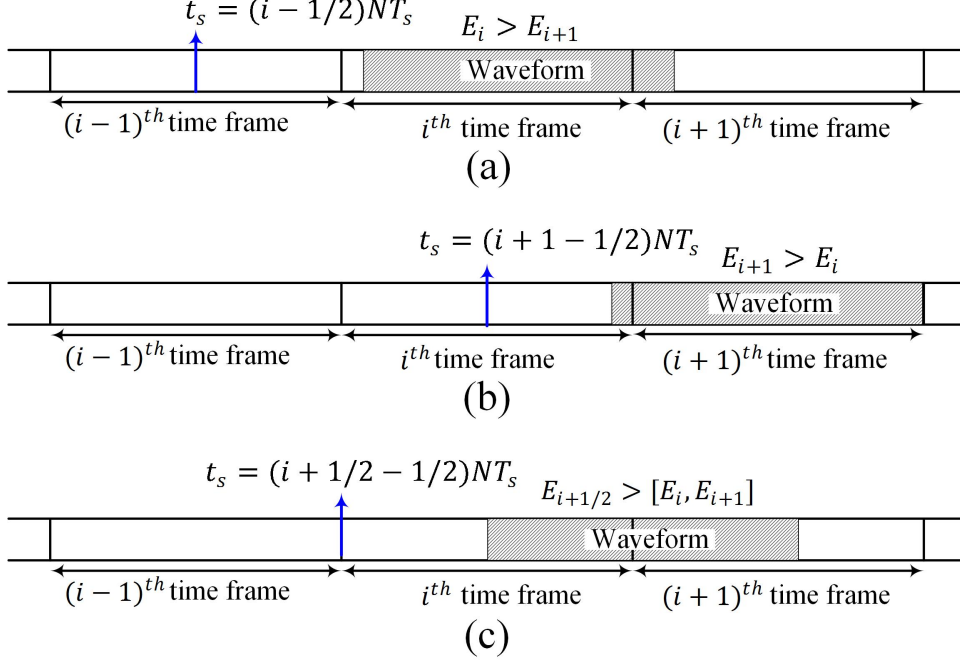 t_s = (i − 1/2)NT_s
E_i > E_{i+1}
Waveform
(i − 1)^{th} time frame
i^{th} time frame
(i + 1)^{th} time frame
(a)
t_s = (i + 1 − 1/2)NT_s
E_{i+1} > E_i
Waveform
(i − 1)^{th} time frame
i^{th} time frame
(i + 1)^{th} time frame
(b)
t_s = (i + 1/2 − 1/2)NT_s
E_{i+1/2} > [E_i, E_{i+1}]
Waveform
(i − 1)^{th} time frame
i^{th} time frame
(i + 1)^{th} time frame
(c)